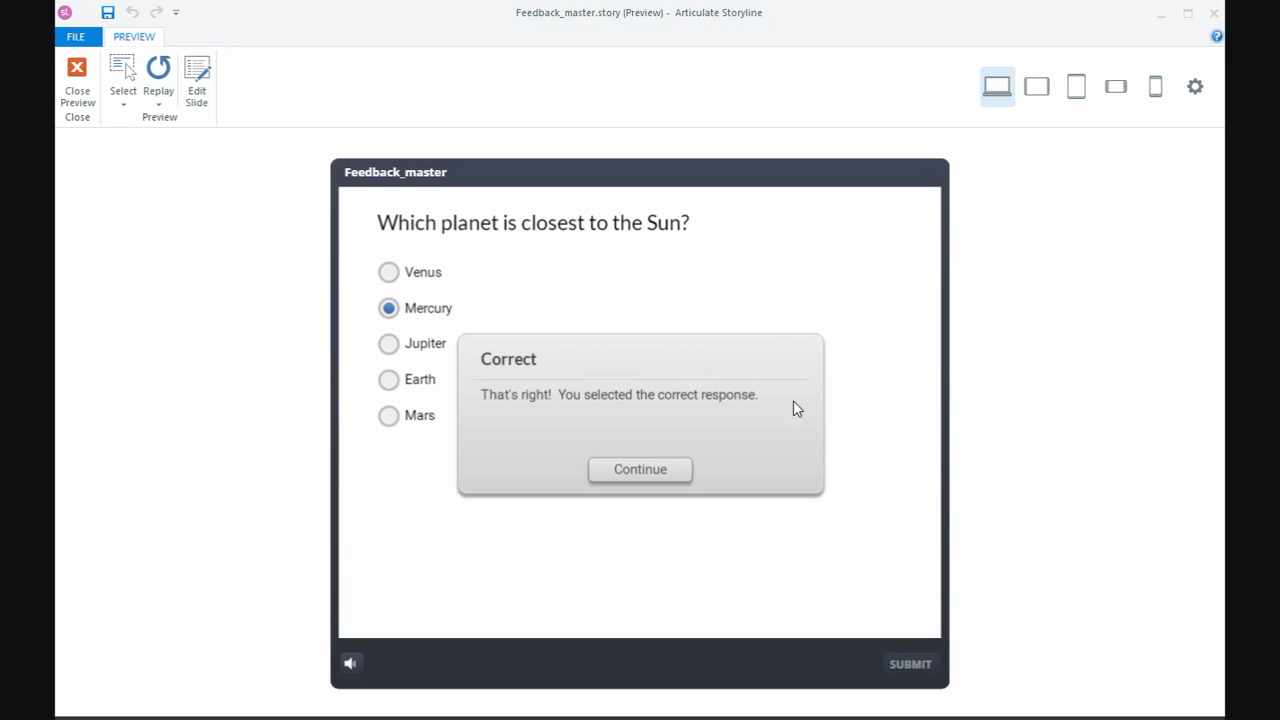 SL
Feedback_master.story (Preview) - Articulate Storyline
FILE
PREVIEW
?
Close Preview
Select
Replay
Edit Slide
Close
Preview
Feedback_master
Which planet is closest to the Sun?
Venus
Mercury
Jupiter
Earth
Mars
Correct
That's right!  You selected the correct response.
Continue
SUBMIT